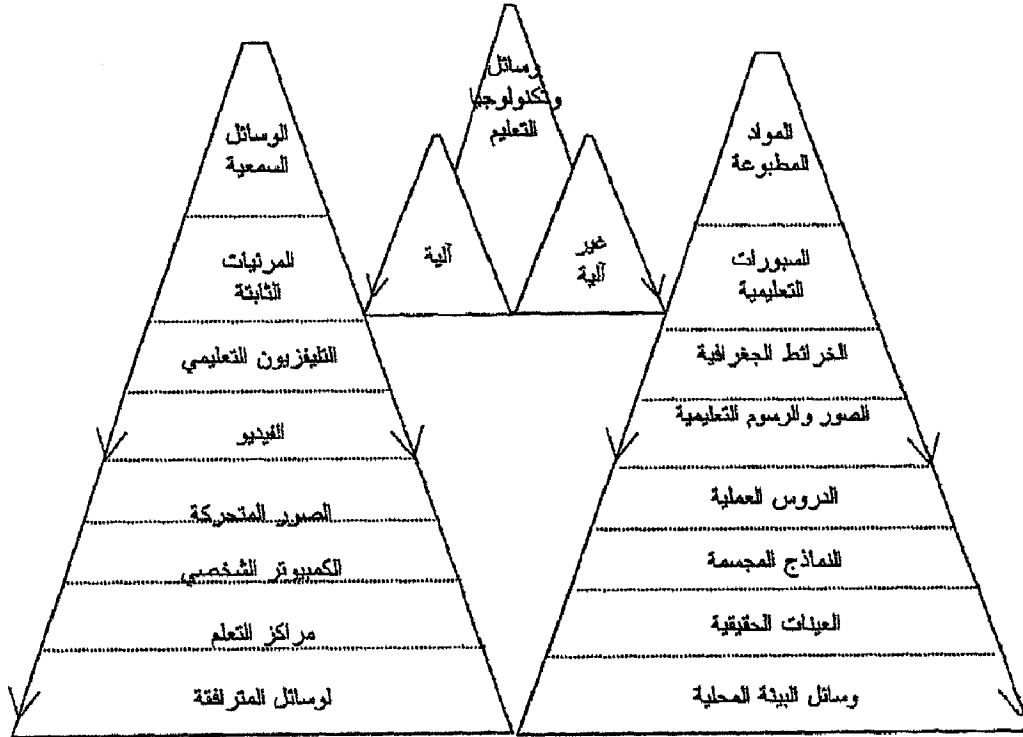 وسائل
وتكنولوجيا
التعليم
غير
آلية
آلية
المواد
المطبوعة
السبورات
التعليمية
الخرائط الجغرافية
الصور والرسوم التعليمية
الدروس العملية
النماذج المجسمة
العينات الحقيقية
وسائل البيئة المحلية
الوسائل
السمعية
المرئيات
الثابتة
التليفزيون التعليمي
الفيديو
الصور المتحركة
الكمبيوتر الشخصي
مراكز التعلم
لوسائل المترافقة